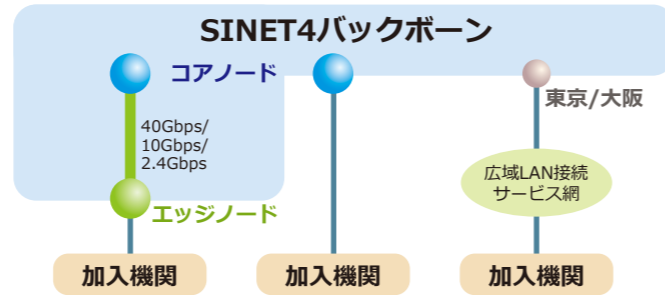 SINET4バックボーン
コアノード
東京/大阪
40Gbps/
10Gbps/
2.4Gbps
広域LAN接続
サービス網
エッジノード
加入機関
加入機関
加入機関